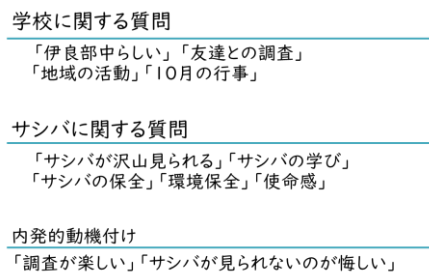 学校に関する質問
「伊良部中らしい」「友達との調査」
「地域の活動」「10月の行事」
サシバに関する質問
「サシバが沢山見られる」「サシバの学び」
「サシバの保全」「環境保全」「使命感」
内発的動機付け
「調査が楽しい」「サシバが見られないのが悔しい」